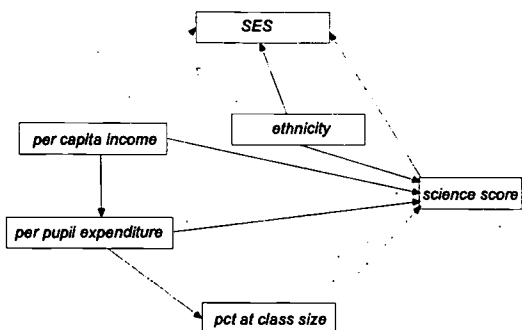 SES
ethnicity
per capita income
science score
per pupil expenditure
pct at class size